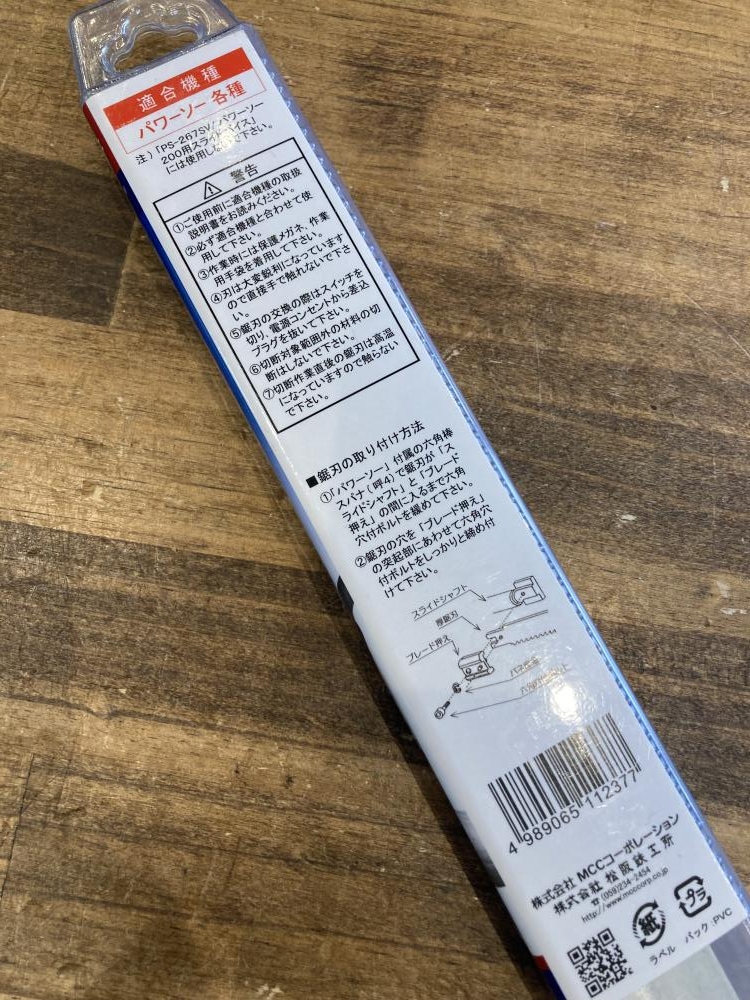 適合機種
パワーソー 各種
注)「PS-267SV/パワーソー
200用スライドバイス」
には使用しないで下さい。
警告
①ご使用前に適合機種の取扱
説明書をお読みください。
②必ず適合機種と合わせて使
用して下さい。
③作業時には保護メガネ、作業
用手袋を着用して下さい。
④刃は大変鋭利になっています
ので直接手で触れないで下さ
い。
⑤鋸刃の交換の際はスイッチを
切り、電源コンセントから差込
プラグを抜いて下さい。
⑥切断対象範囲外の材料の切
断はしないで下さい。
⑦切断作業直後の鋸刃は高温
になっていますので触らない
で下さい。
■鋸刃の取り付け方法
①「パワーソー」付属の六角棒
スパナ(呼4)で鋸刃が「ス
ライドシャフト」と「ブレード
押え」の間に入るまで六角
穴付ボルトを緩めて下さい。
②鋸刃の穴を「ブレード押え」
の突起部にあわせて六角穴
付ボルトをしっかりと締め付
けて下さい。
スライドシャフト
厚鋸刃
ブレード押え
4 989065 112377
株式会社 MCCコーポレーション
株式会社 松阪鉄工所
☎(059)234-2454
http://www.mccorp.co.jp
紙
プラ
ラベル パック:PVC